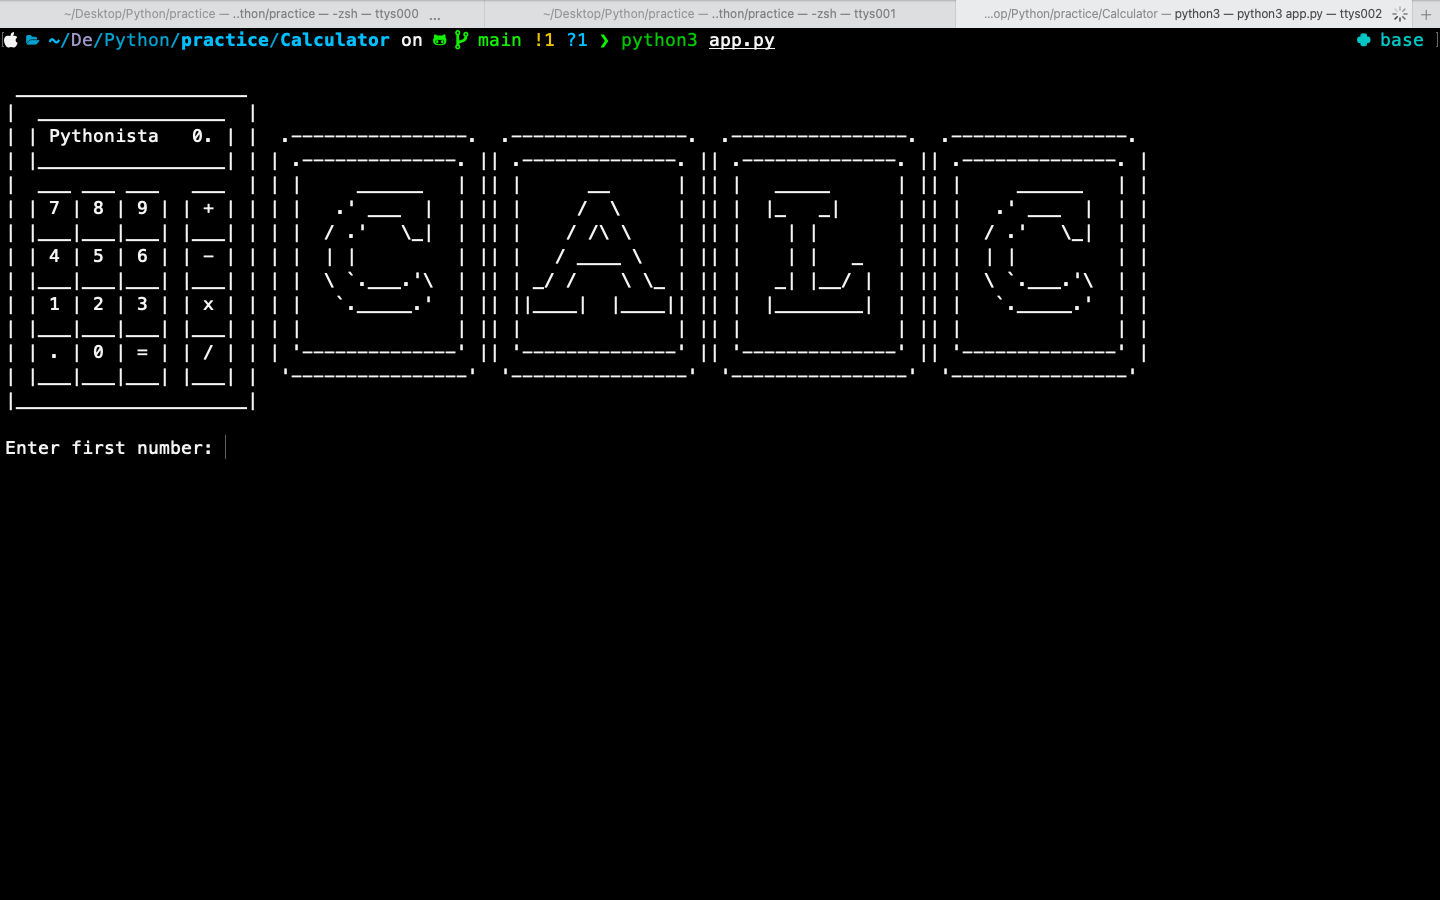 ~/Desktop/Python/practice — ..thon/practice — -zsh — ttys000 ...
~/Desktop/Python/practice — ..thon/practice — -zsh — ttys001
...op/Python/practice/Calculator — python3 — python3 app.py — ttys002
~/De/Python/practice/Calculator on main !1 ?1 ❯ python3 app.py
base
Pythonista 0.
7 8 9 +
4 5 6 −
1 2 3 x
. 0 = /
CALC
Enter first number: